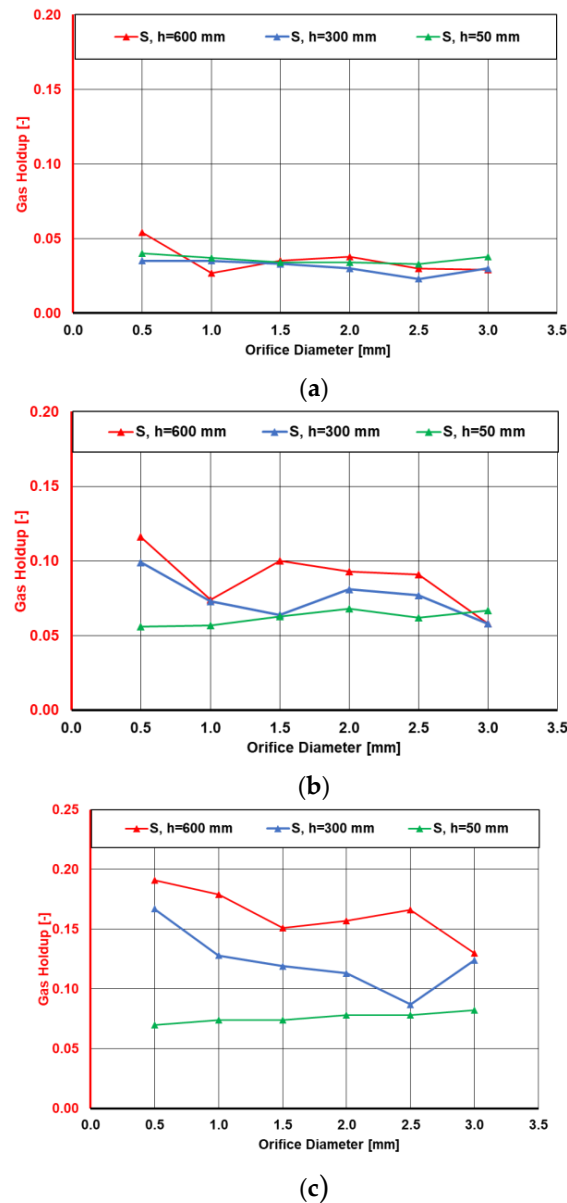 S, h=600 mm S, h=300 mm S, h=50 mm
0.20
0.15
0.10
0.05
0.00
Gas Holdup [-]
0.0 0.5 1.0 1.5 2.0 2.5 3.0 3.5
Orifice Diameter [mm]
(a)
S, h=600 mm S, h=300 mm S, h=50 mm
0.20
0.15
0.10
0.05
0.00
Gas Holdup [-]
0.0 0.5 1.0 1.5 2.0 2.5 3.0 3.5
Orifice Diameter [mm]
(b)
S, h=600 mm S, h=300 mm S, h=50 mm
0.25
0.20
0.15
0.10
0.05
0.00
Gas Holdup [-]
0.0 0.5 1.0 1.5 2.0 2.5 3.0 3.5
Orifice Diameter [mm]
(c)